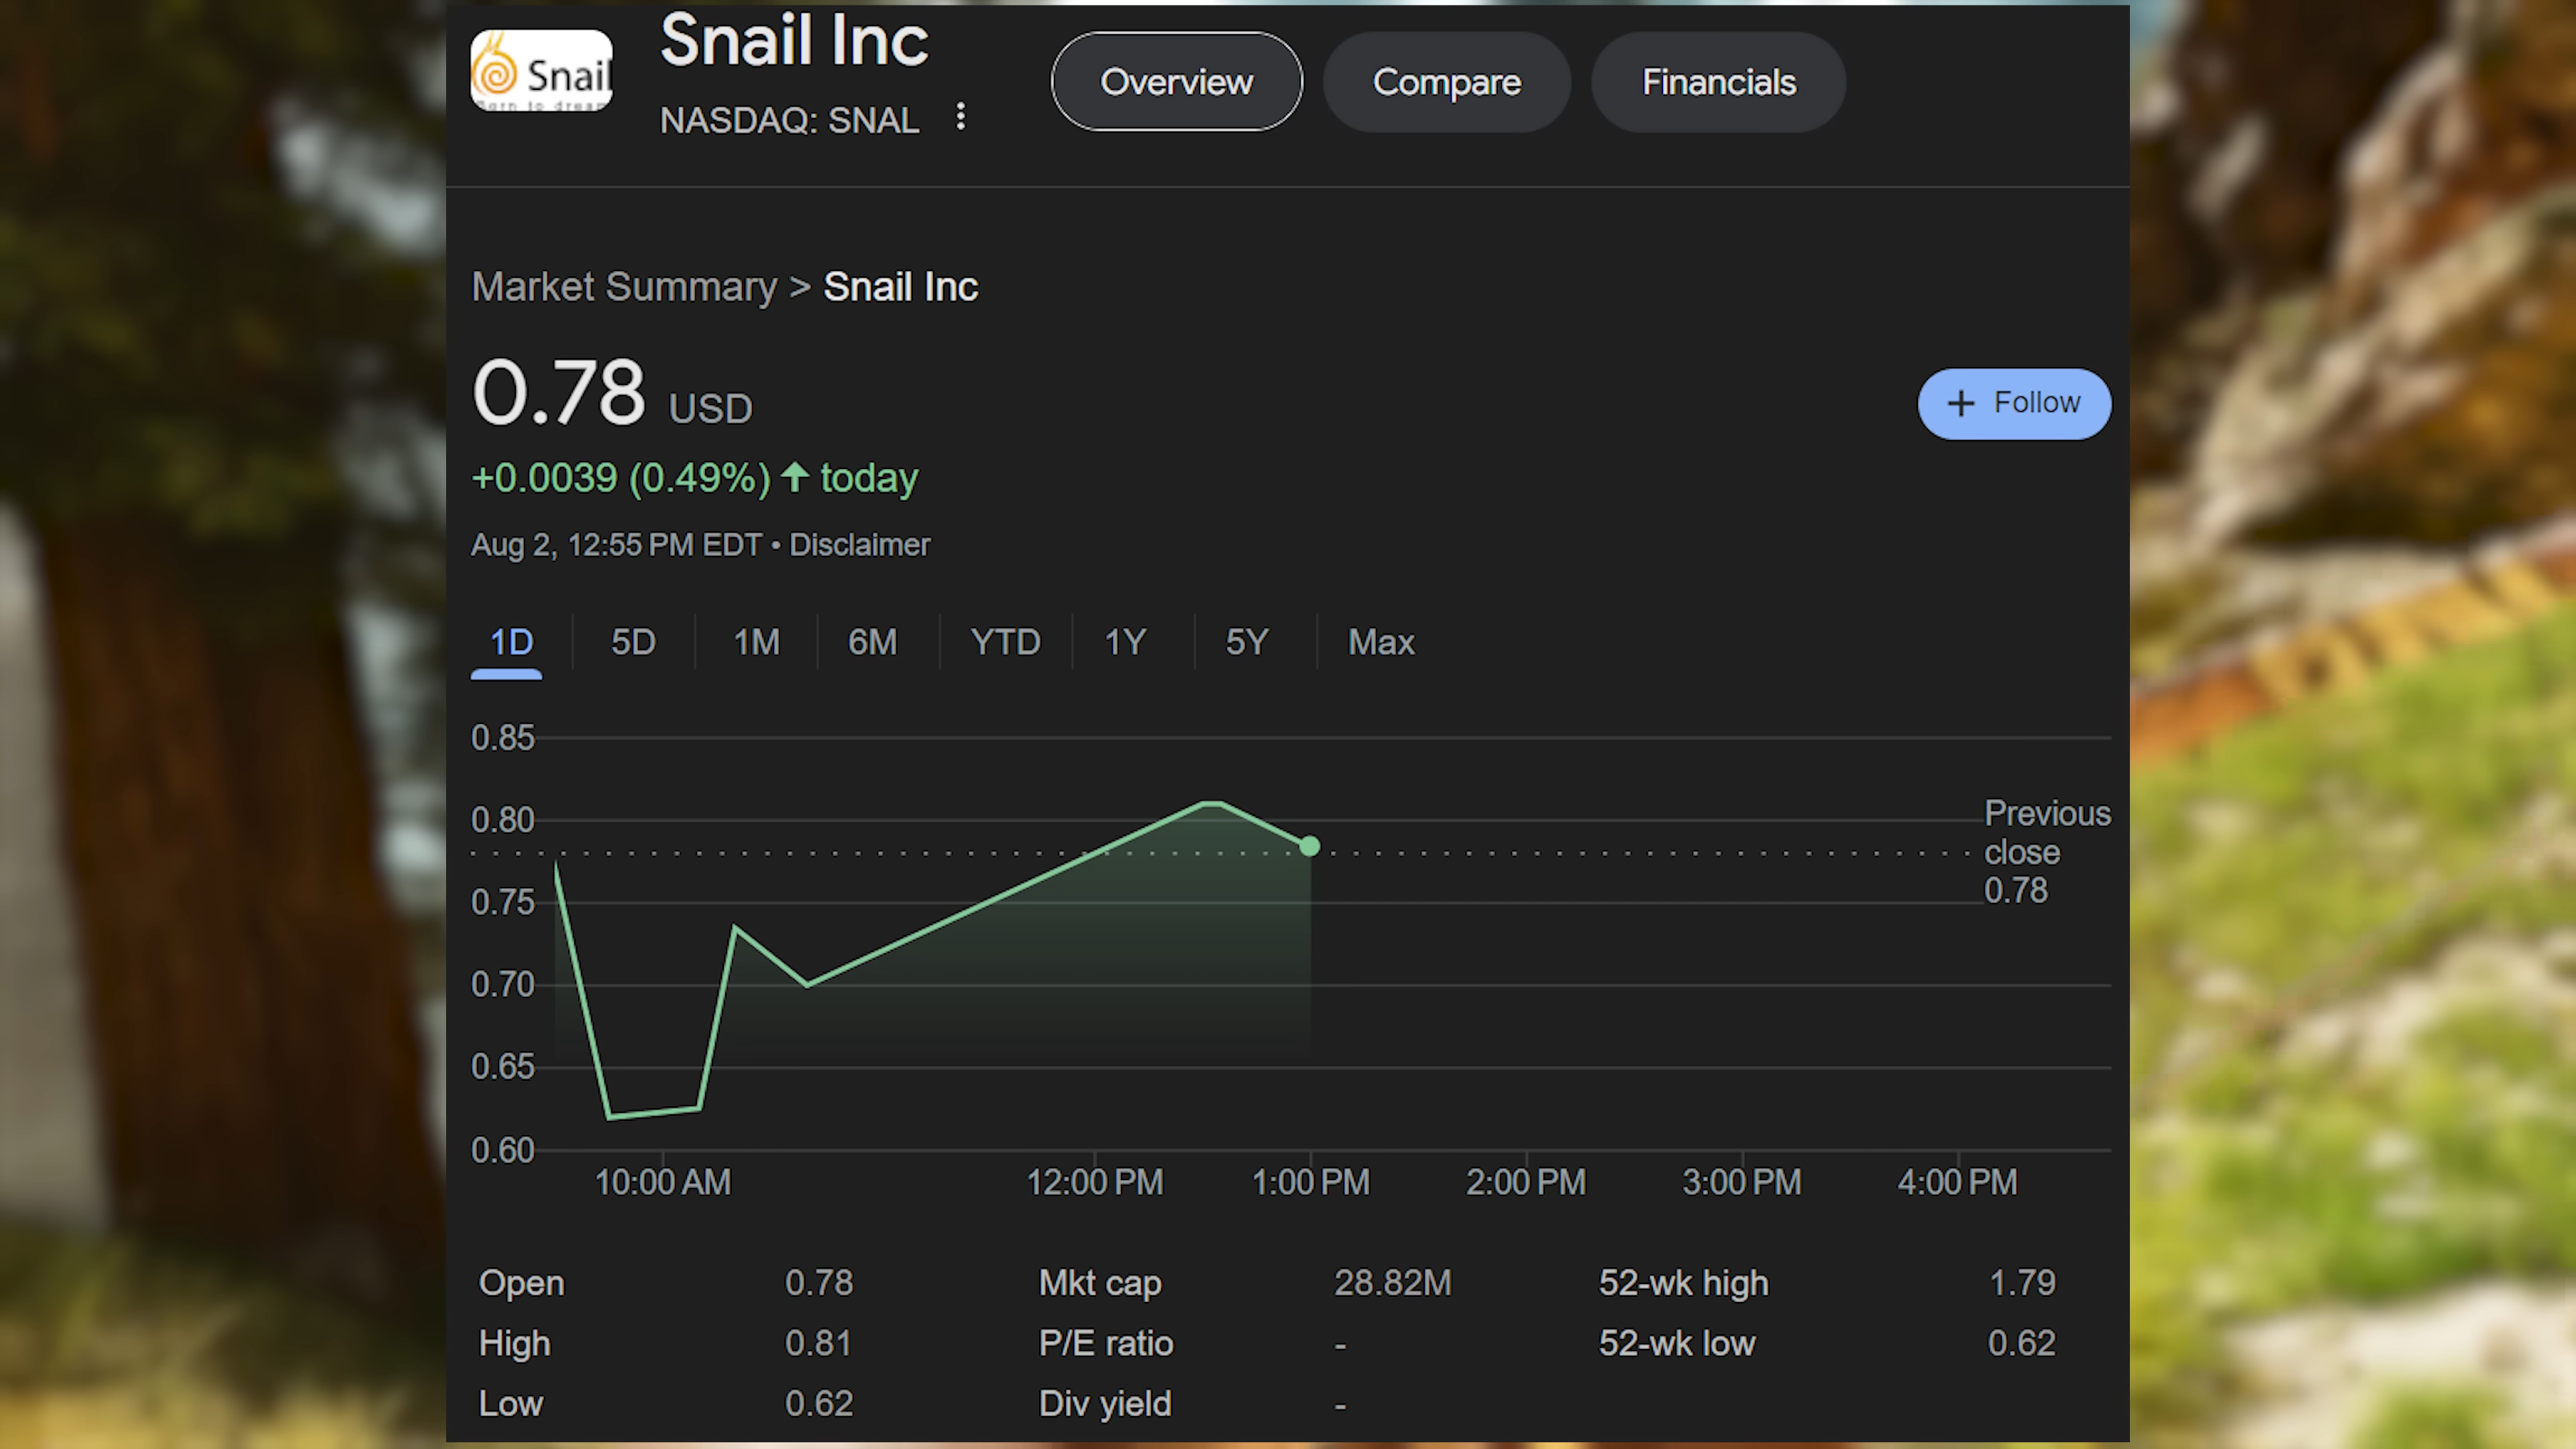 Snail
Born to dream
Snail Inc
NASDAQ: SNAL
Overview
Compare
Financials
Market Summary > Snail Inc
0.78 USD
+ Follow
+0.0039 (0.49%) ↑ today
Aug 2, 12:55 PM EDT • Disclaimer
1D 5D 1M 6M YTD 1Y 5Y Max
0.85
0.80
0.75
0.70
0.65
0.60
Previous
close
0.78
10:00 AM 12:00 PM 1:00 PM 2:00 PM 3:00 PM 4:00 PM
Open 0.78 Mkt cap 28.82M 52-wk high 1.79
High 0.81 P/E ratio - 52-wk low 0.62
Low 0.62 Div yield -